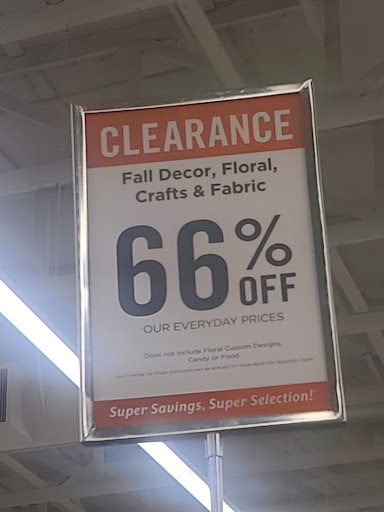 CLEARANCE
Fall Decor, Floral,
Crafts & Fabric
66% OFF
OUR EVERYDAY PRICES
Does not include Floral Custom Designs,
Candy or Food
Super Savings, Super Selection!